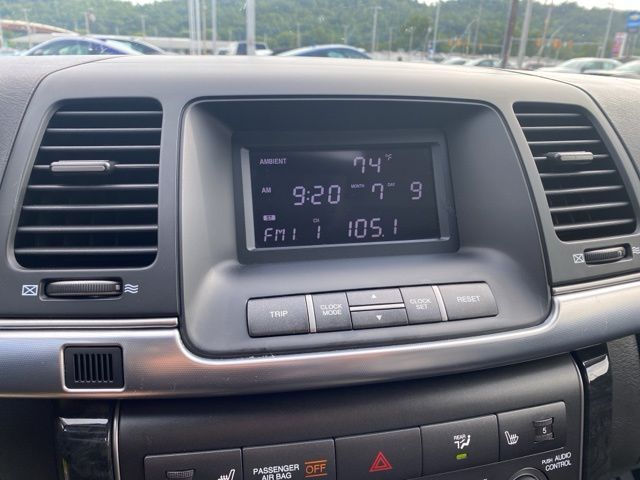 AMBIENT 74°F
AM 9:20 MONTH 7 DAY 9
ST CH
FM1 1 105.1
TRIP CLOCK MODE CLOCK SET RESET
REAR
5
PASSENGER AIR BAG OFF
PUSH AUDIO CONTROL